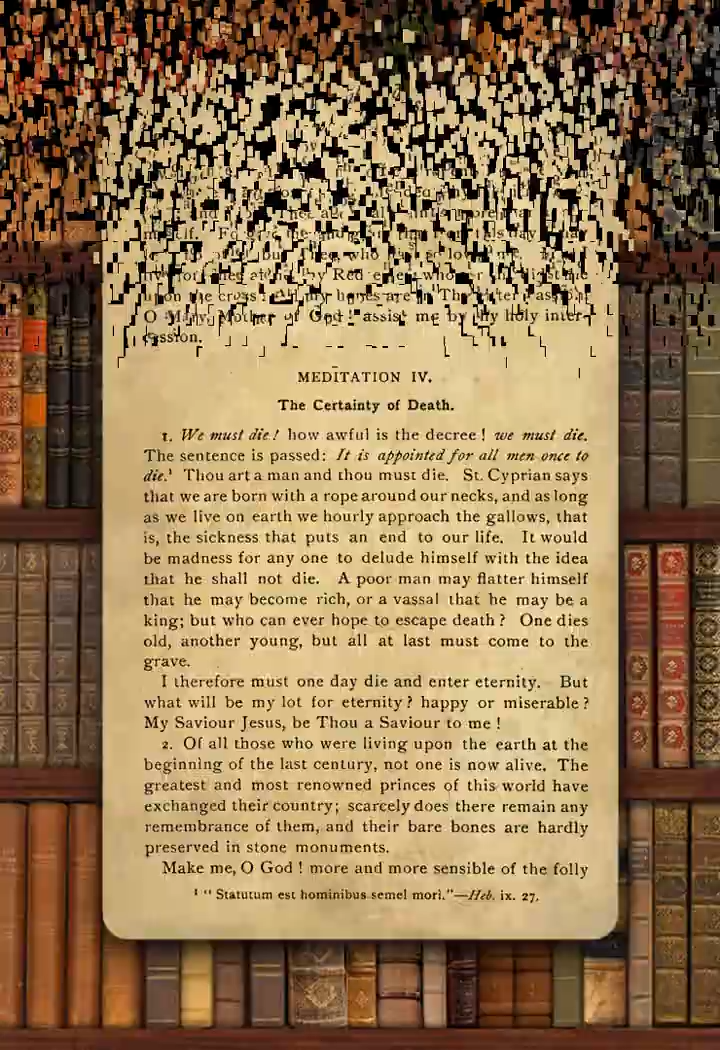 upon the cross: All my hopes are in Thy bitter Passion!
O Mary, Mother of God! assist me by thy holy inter-
cession.
MEDITATION IV.
The Certainty of Death.
1. We must die! how awful is the decree! we must die.
The sentence is passed: It is appointed for all men once to
die.¹ Thou art a man and thou must die. St. Cyprian says
that we are born with a rope around our necks, and as long
as we live on earth we hourly approach the gallows, that
is, the sickness that puts an end to our life. It would
be madness for any one to delude himself with the idea
that he shall not die. A poor man may flatter himself
that he may become rich, or a vassal that he may be a
king; but who can ever hope to escape death? One dies
old, another young, but all at last must come to the
grave.
I therefore must one day die and enter eternity. But
what will be my lot for eternity? happy or miserable?
My Saviour Jesus, be Thou a Saviour to me!
2. Of all those who were living upon the earth at the
beginning of the last century, not one is now alive. The
greatest and most renowned princes of this world have
exchanged their country; scarcely does there remain any
remembrance of them, and their bare bones are hardly
preserved in stone monuments.
Make me, O God! more and more sensible of the folly
¹ "Statutum est hominibus semel mori."—Heb. ix. 27.